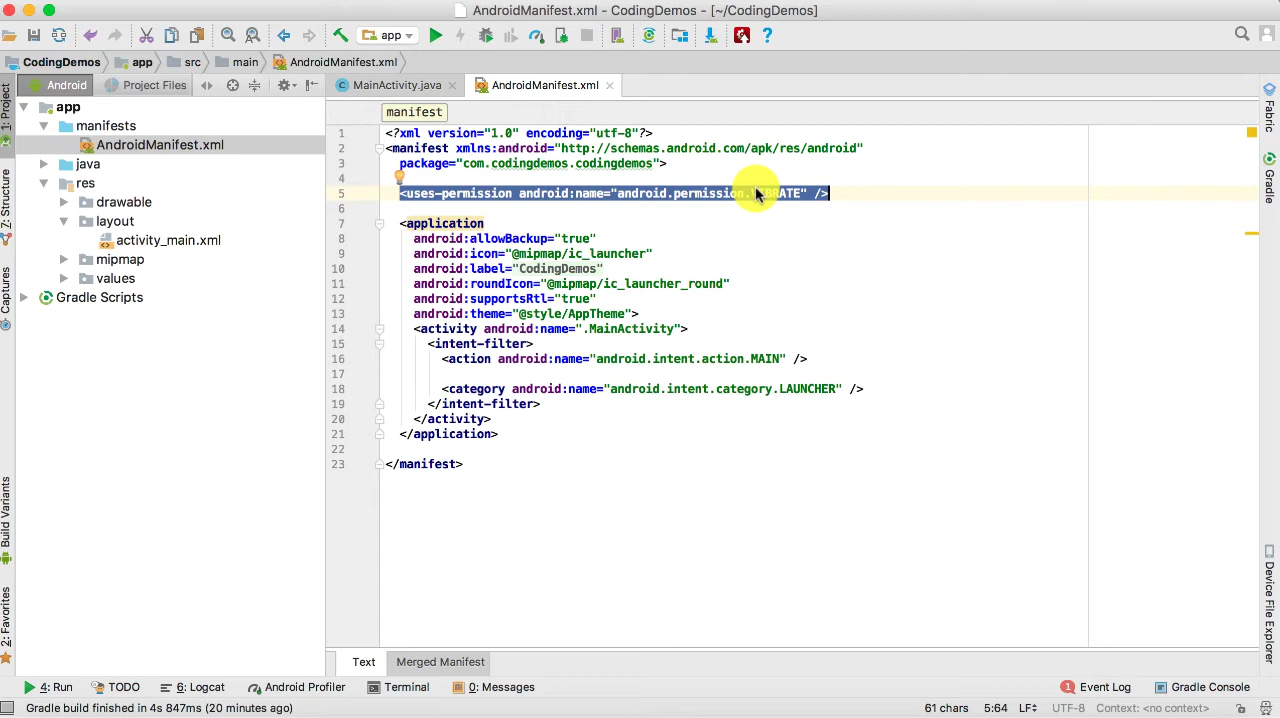 AndroidManifest.xml - CodingDemos - [~/CodingDemos]
app
CodingDemos app src main AndroidManifest.xml
Android Project Files
MainActivity.java AndroidManifest.xml
1: Project
7: Structure
Captures
Build Variants
2: Favorites
app
manifests
AndroidManifest.xml
java
res
drawable
layout
activity_main.xml
mipmap
values
Gradle Scripts
manifest
1 <?xml version="1.0" encoding="utf-8"?>
2 <manifest xmlns:android="http://schemas.android.com/apk/res/android"
3 package="com.codingdemos.codingdemos">
4
5 <uses-permission android:name="android.permission.VIBRATE" />
6
7 <application
8 android:allowBackup="true"
9 android:icon="@mipmap/ic_launcher"
10 android:label="CodingDemos"
11 android:roundIcon="@mipmap/ic_launcher_round"
12 android:supportsRtl="true"
13 android:theme="@style/AppTheme">
14 <activity android:name=".MainActivity">
15 <intent-filter>
16 <action android:name="android.intent.action.MAIN" />
17
18 <category android:name="android.intent.category.LAUNCHER" />
19 </intent-filter>
20 </activity>
21 </application>
22
23 </manifest>
Fabric
Gradle
Device File Explorer
Text Merged Manifest
4: Run TODO 6: Logcat Android Profiler Terminal 0: Messages 1 Event Log Gradle Console
Gradle build finished in 4s 847ms (20 minutes ago) 61 chars 5:64 LF÷ UTF-8 Context: <no context>